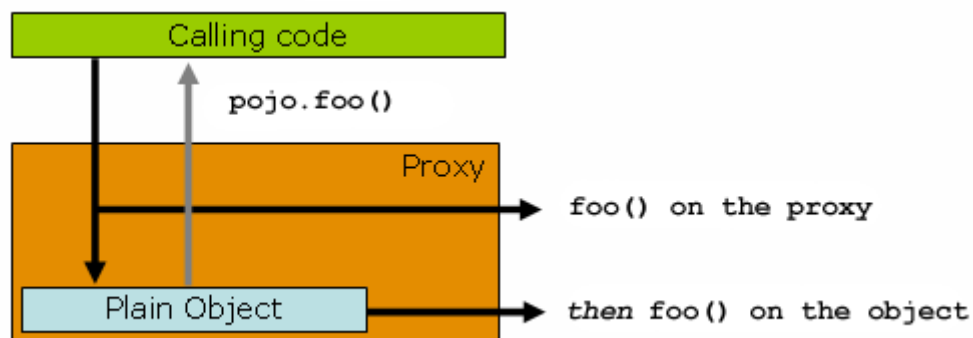 Calling code
pojo.foo()
Proxy
foo() on the proxy
Plain Object
then foo() on the object